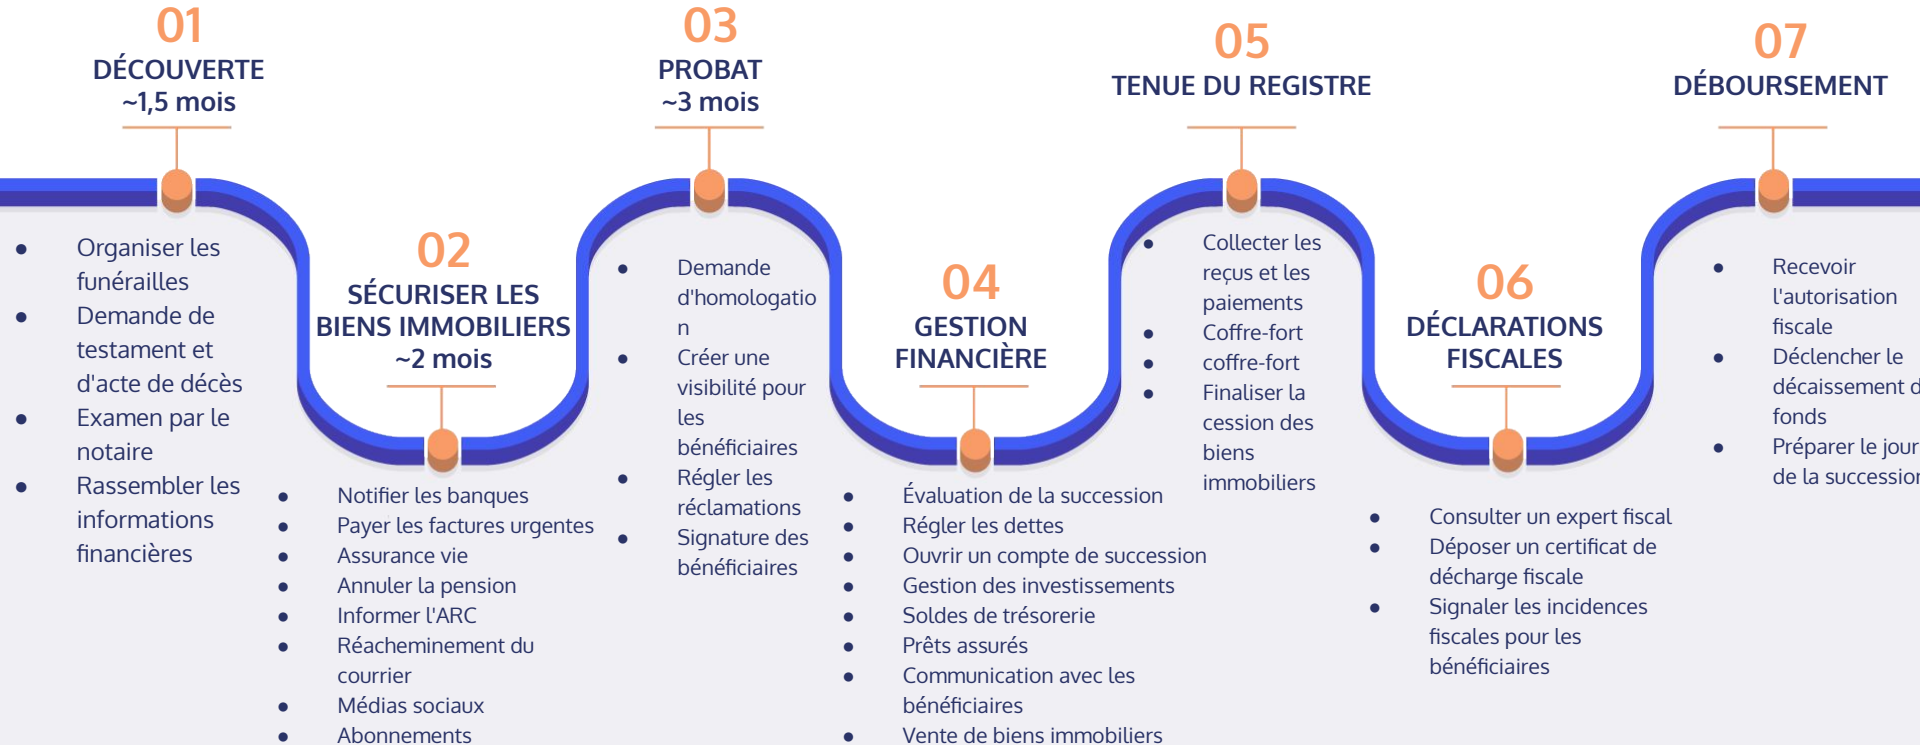 01
DÉCOUVERTE
~1,5 mois
● Organiser les
funérailles
● Demande de
testament et
d'acte de décès
● Examen par le
notaire
● Rassembler les
informations
financières
02
SÉCURISER LES
BIENS IMMOBILIERS
~2 mois
● Notifier les banques
● Payer les factures urgentes
● Assurance vie
● Annuler la pension
● Informer l'ARC
● Réacheminement du
courrier
● Médias sociaux
● Abonnements
03
PROBAT
~3 mois
● Demande
d'homologatio
n
● Créer une
visibilité pour
les
bénéficiaires
● Régler les
réclamations
● Signature des
bénéficiaires
04
GESTION
FINANCIÈRE
● Évaluation de la succession
● Régler les dettes
● Ouvrir un compte de succession
● Gestion des investissements
● Soldes de trésorerie
● Prêts assurés
● Communication avec les
bénéficiaires
● Vente de biens immobiliers
05
TENUE DU REGISTRE
● Collecter les
reçus et les
paiements
● Coffre-fort
● coffre-fort
● Finaliser la
cession des
biens
immobiliers
06
DÉCLARATIONS
FISCALES
● Consulter un expert fiscal
● Déposer un certificat de
décharge fiscale
● Signaler les incidences
fiscales pour les
bénéficiaires
07
DÉBOURSEMENT
● Recevoir
l'autorisation
fiscale
● Déclencher le
décaissement d
fonds
● Préparer le jour
de la succession